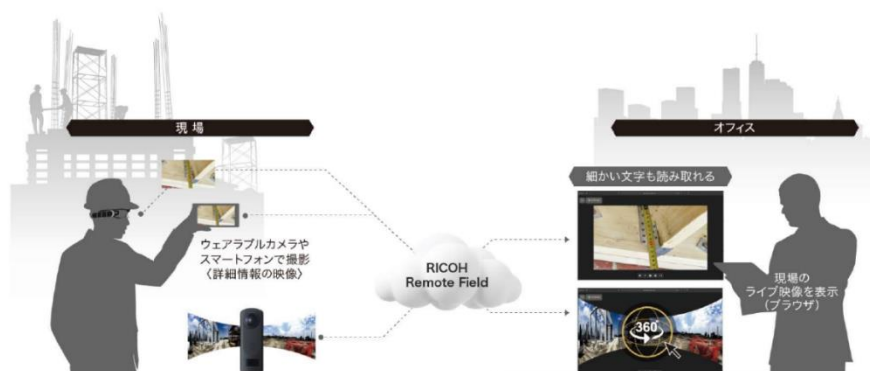 現 場
オフィス
細かい文字も読み取れる
ウェアラブルカメラや
スマートフォンで撮影
〈詳細情報の映像〉
RICOH
Remote Field
現場の
ライブ映像を表示
(ブラウザ)
360°